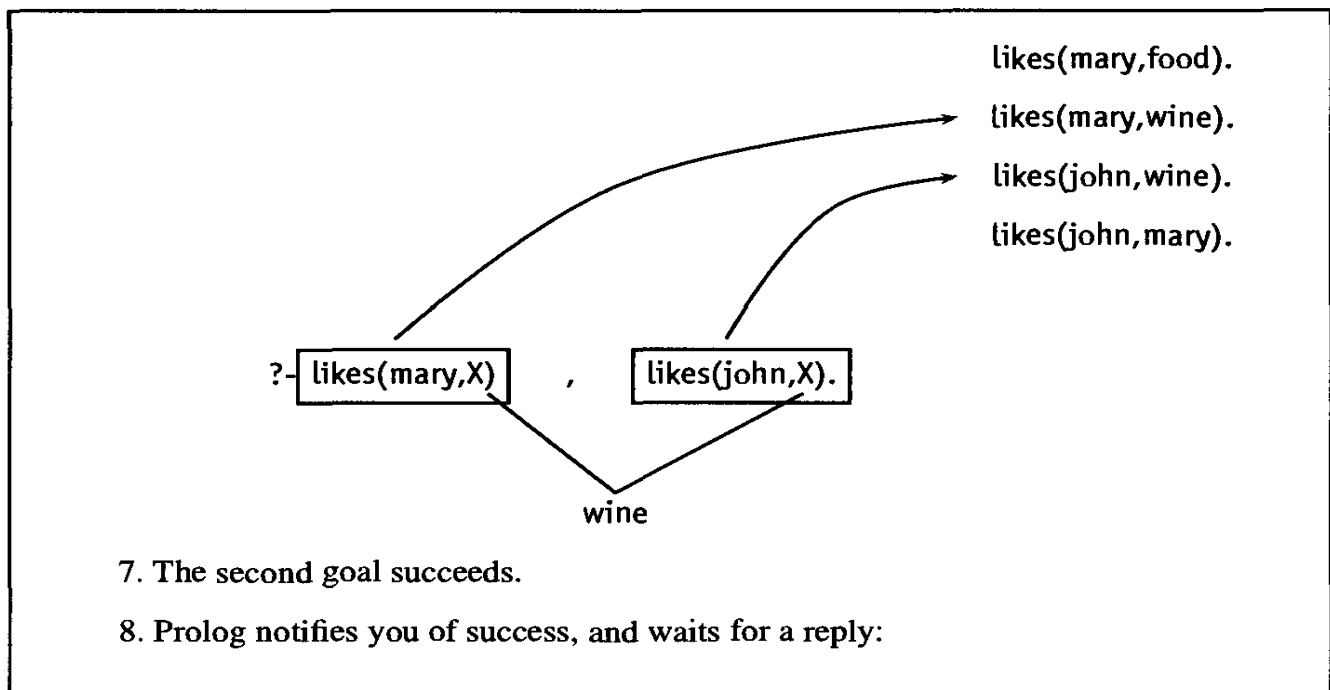 likes(mary,food).
likes(mary,wine).
likes(john,wine).
likes(john,mary).
?- likes(mary,X) , likes(john,X).
wine
7. The second goal succeeds.
8. Prolog notifies you of success, and waits for a reply: